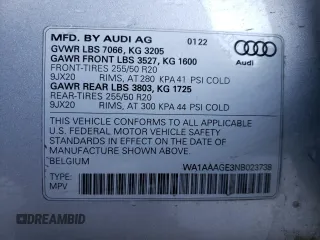 MFD. BY AUDI AG 01/22
GVWR LBS 7066, KG 3205
GAWR FRONT LBS 3527, KG 1600
FRONT-TIRES 255/50 R20
9JX20 RIMS, AT 280 KPA 41 PSI COLD
GAWR REAR LBS 3803, KG 1725
REAR-TIRES 255/50 R20
9JX20 RIMS, AT 300 KPA 44 PSI COLD
Audi
THIS VEHICLE CONFORMS TO ALL APPLICABLE
U.S. FEDERAL MOTOR VEHICLE SAFETY
STANDARDS IN EFFECT ON THE DATE OF
MANUFACTURE SHOWN ABOVE.
BELGIUM
WA1AAAGE3NB023738
TYPE:
MPV
DREAMBID